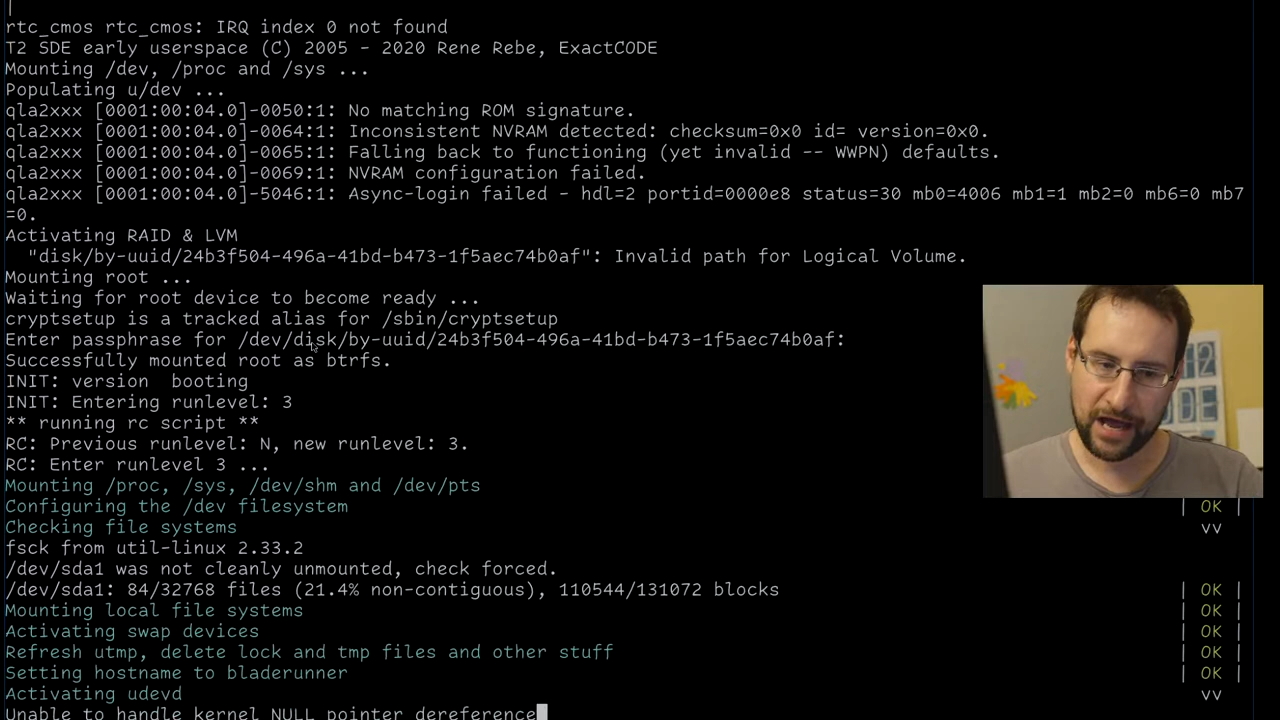 rtc_cmos rtc_cmos: IRQ index 0 not found
T2 SDE early userspace (C) 2005 - 2020 Rene Rebe, ExactCODE
Mounting /dev, /proc and /sys ...
Populating u/dev ...
qla2xxx [0001:00:04.0]-0050:1: No matching ROM signature.
qla2xxx [0001:00:04.0]-0064:1: Inconsistent NVRAM detected: checksum=0x0 id= version=0x0.
qla2xxx [0001:00:04.0]-0065:1: Falling back to functioning (yet invalid -- WWPN) defaults.
qla2xxx [0001:00:04.0]-0069:1: NVRAM configuration failed.
qla2xxx [0001:00:04.0]-5046:1: Async-login failed - hdl=2 portid=0000e8 status=30 mb0=4006 mb1=1 mb2=0 mb6=0 mb7
=0.
Activating RAID & LVM
"disk/by-uuid/24b3f504-496a-41bd-b473-1f5aec74b0af": Invalid path for Logical Volume.
Mounting root ...
Waiting for root device to become ready ...
cryptsetup is a tracked alias for /sbin/cryptsetup
Enter passphrase for /dev/disk/by-uuid/24b3f504-496a-41bd-b473-1f5aec74b0af:
Successfully mounted root as btrfs.
INIT: version  booting
INIT: Entering runlevel: 3
** running rc script **
RC: Previous runlevel: N, new runlevel: 3.
RC: Enter runlevel 3 ...
Mounting /proc, /sys, /dev/shm and /dev/pts
Configuring the /dev filesystem | OK |
Checking file systems vv
fsck from util-linux 2.33.2
/dev/sda1 was not cleanly unmounted, check forced.
/dev/sda1: 84/32768 files (21.4% non-contiguous), 110544/131072 blocks | OK |
Mounting local file systems | OK |
Activating swap devices | OK |
Refresh utmp, delete lock and tmp files and other stuff | OK |
Setting hostname to bladerunner | OK |
Activating udevd vv
Unable to handle kernel NULL pointer dereference